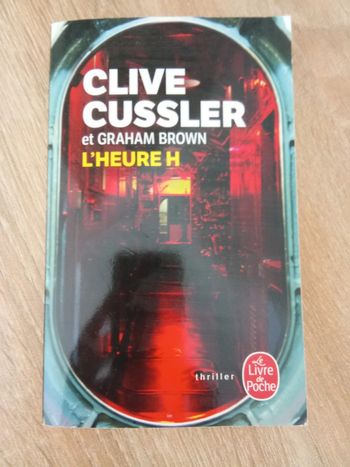 CLIVE
CUSSLER
et GRAHAM BROWN
L'HEURE H
thriller
Le
Livre
de
Poche